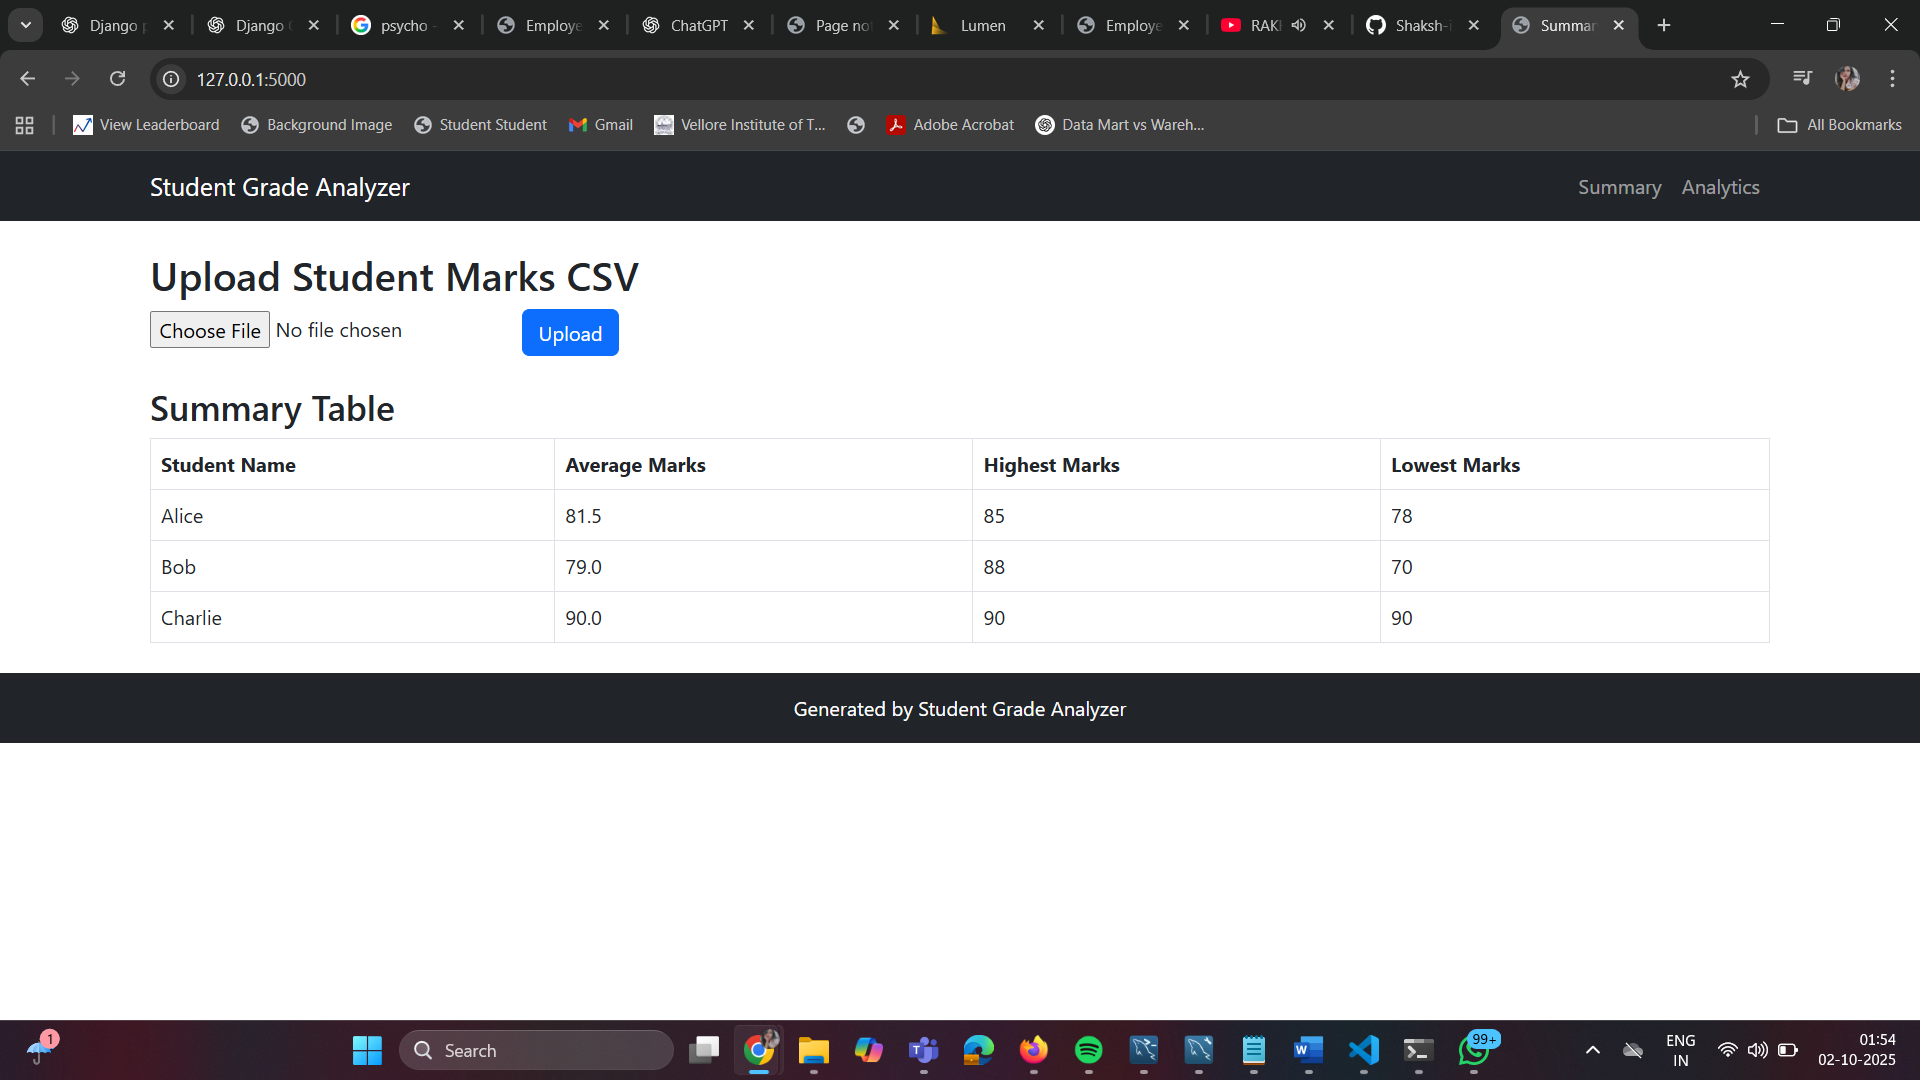 Django p
Django (
psycho -
Employe
ChatGPT
Page not
Lumen
Employe
RAKI
Shaksh-i
Summar
127.0.0.1:5000
View Leaderboard
Background Image
Student Student
Gmail
Vellore Institute of T...
Adobe Acrobat
Data Mart vs Wareh...
All Bookmarks
Student Grade Analyzer
Summary
Analytics
Upload Student Marks CSV
Choose File No file chosen
Upload
Summary Table
Student Name Average Marks Highest Marks Lowest Marks
Alice 81.5 85 78
Bob 79.0 88 70
Charlie 90.0 90 90
Generated by Student Grade Analyzer
1
Search
99+
ENG
IN
01:54
02-10-2025